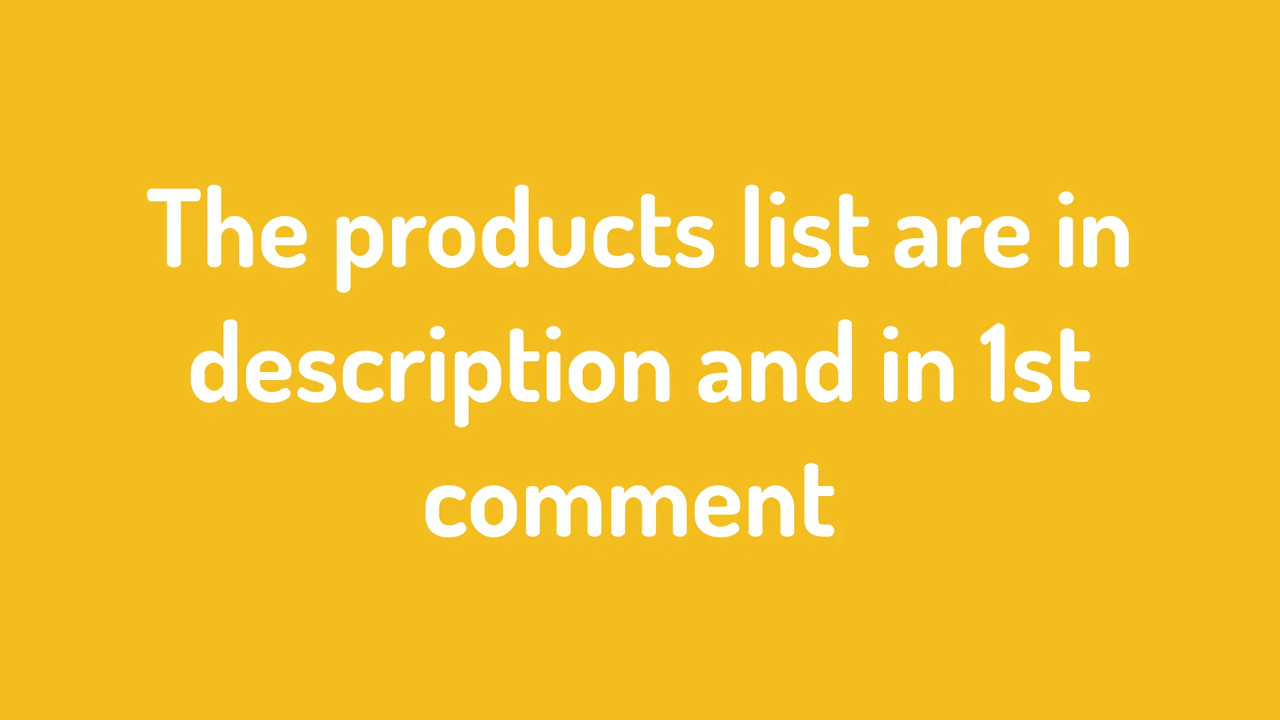 The products list are in
description and in 1st
comment